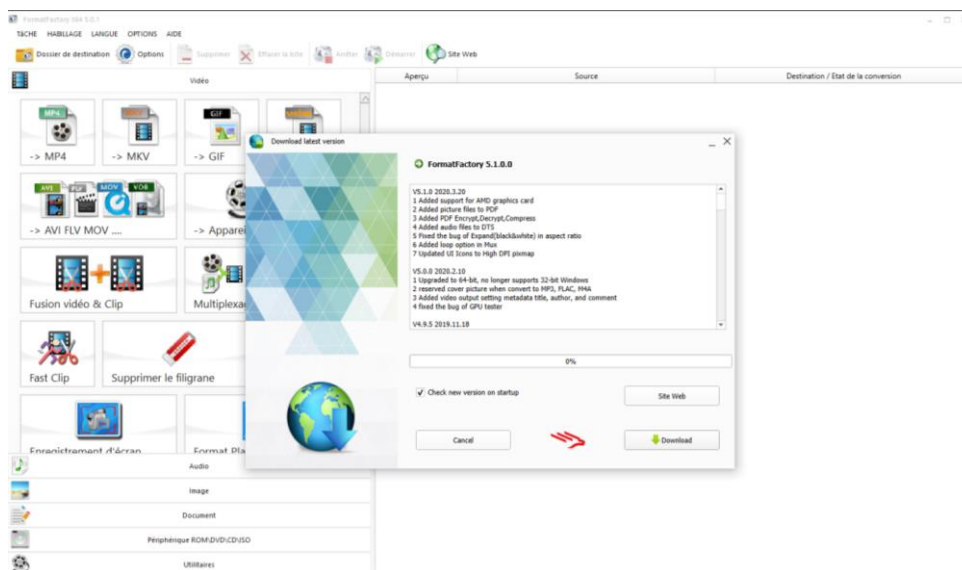 FormatFactory X64 5.0.1
TÂCHE HABILLAGE LANGUE OPTIONS AIDE
Dossier de destination Options Supprimer Effacer la liste Arrêter Démarrer Site Web
Vidéo
Aperçu Source Destination / Etat de la conversion
MP4
MKV
GIF
-> MP4
-> MKV
-> GIF
AVI
MOV
VOB
-> AVI FLV MOV ....
-> Appareil
Fusion vidéo & Clip
Multiplexa
Fast Clip
Supprimer le filigrane
Enregistrement d'écran
Format Pla
Audio
Image
Document
Périphérique ROM\DVD\CD\ISO
Utilitaires
Download latest version
FormatFactory 5.1.0.0
V5.1.0 2020.3.20
1 Added support for AMD graphics card
2 Added picture files to PDF
3 Added PDF Encrypt,Decrypt,Compress
4 Added audio files to DTS
5 Fixed the bug of Expand(black&white) in aspect ratio
6 Added loop option in Mux
7 Updated UI Icons to High DPI pixmap
V5.0.0 2020.2.10
1 Upgraded to 64-bit, no longer supports 32-bit Windows
2 reserved cover picture when convert to MP3, FLAC, M4A
3 Added video output setting metadata title, author, and comment
4 fixed the bug of GPU tester
V4.9.5 2019.11.18
0%
Check new version on startup
Site Web
Cancel
Download